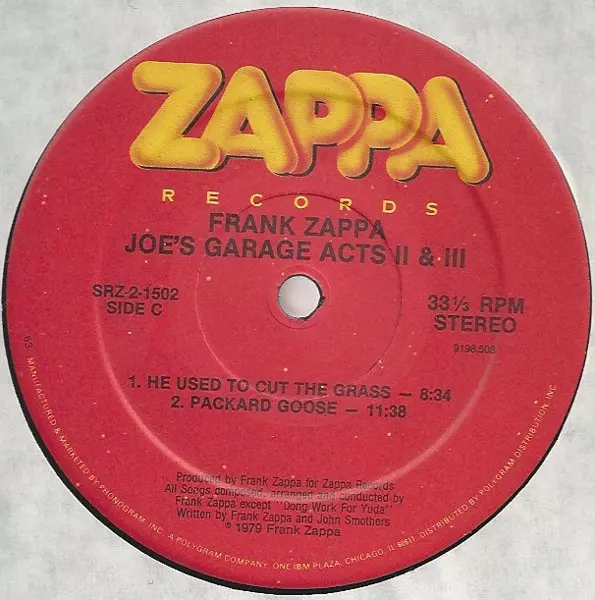 ZAPPA
RECORDS
FRANK ZAPPA
JOE'S GARAGE ACTS II & III
SRZ-2-1502
SIDE C
33 1/3 RPM
STEREO
9198.508
1. HE USED TO CUT THE GRASS — 8:34
2. PACKARD GOOSE — 11:38
Produced by Frank Zappa for Zappa Records
All Songs composed, arranged and conducted by
Frank Zappa except "Dong Work For Yuda"
Written by Frank Zappa and John Smothers
℗ 1979 Frank Zappa
53 MANUFACTURED & MARKETED BY PHONOGRAM, INC. A POLYGRAM COMPANY. ONE IBM PLAZA, CHICAGO, IL 60611. DISTRIBUTED BY POLYGRAM DISTRIBUTION, INC.